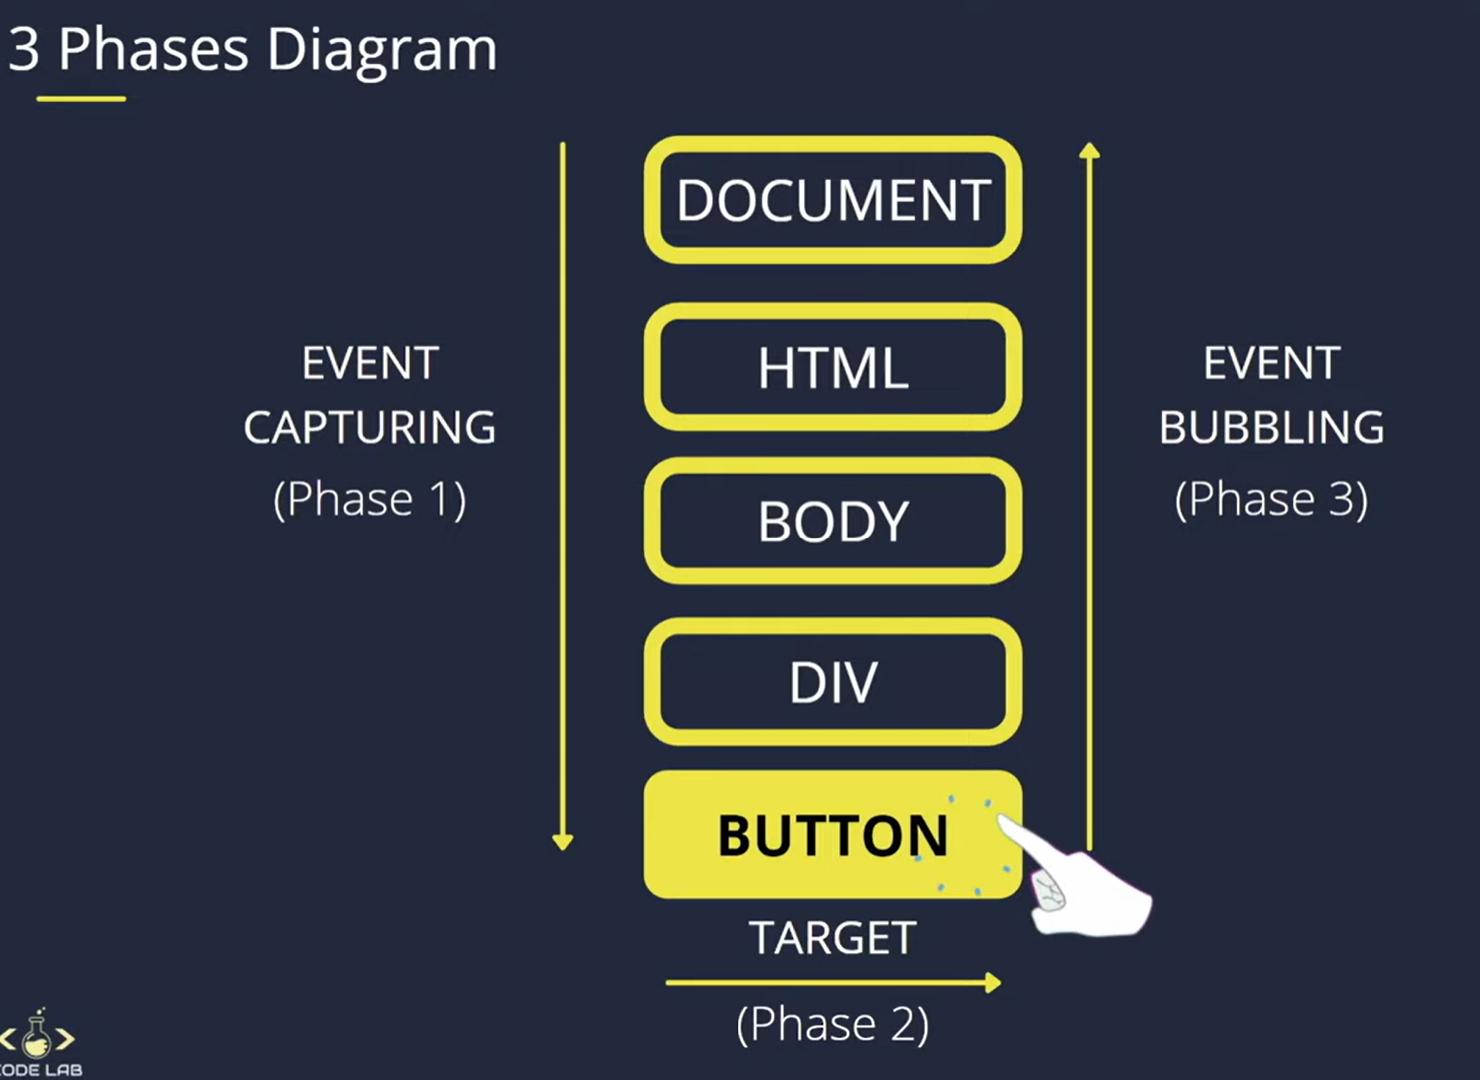 3 Phases Diagram
DOCUMENT
HTML
EVENT
CAPTURING
(Phase 1)
EVENT
BUBBLING
(Phase 3)
BODY
DIV
BUTTON
TARGET
(Phase 2)
CODE LAB